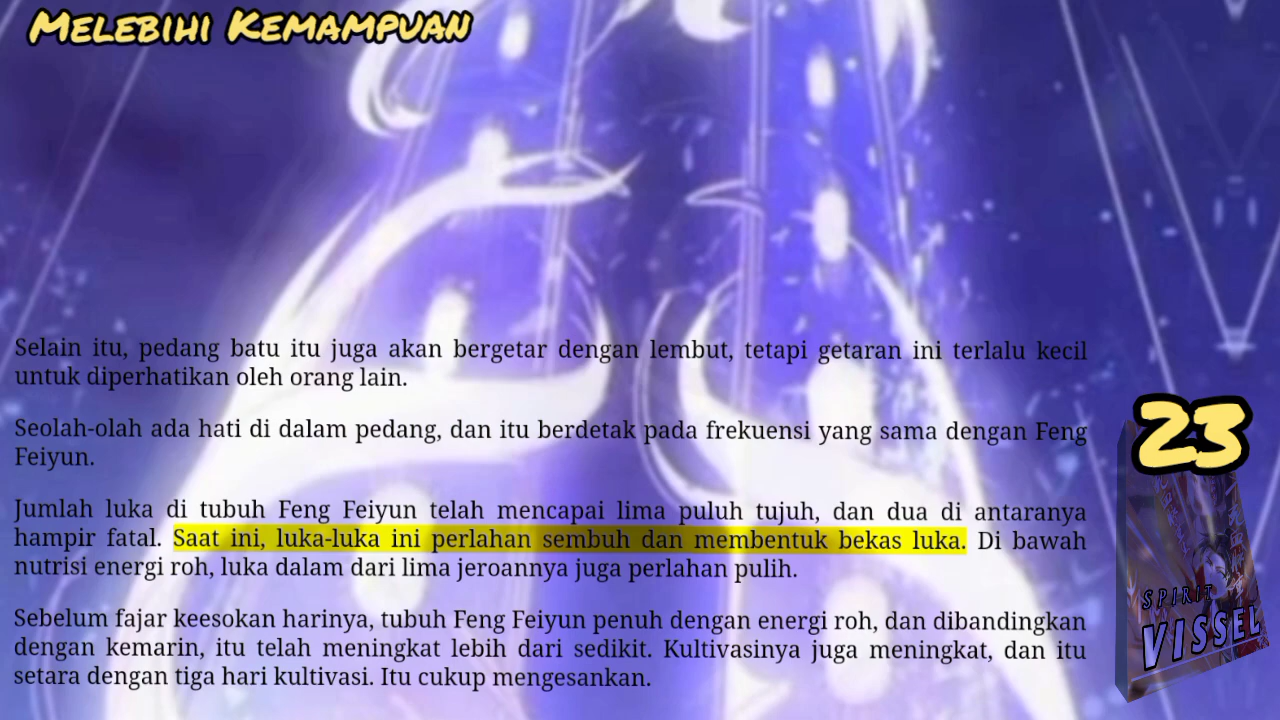 Melebihi Kemampuan
Selain itu, pedang batu itu juga akan bergetar dengan lembut, tetapi getaran ini terlalu kecil
untuk diperhatikan oleh orang lain.
Seolah-olah ada hati di dalam pedang, dan itu berdetak pada frekuensi yang sama dengan Feng
Feiyun.
Jumlah luka di tubuh Feng Feiyun telah mencapai lima puluh tujuh, dan dua di antaranya
hampir fatal. Saat ini, luka-luka ini perlahan sembuh dan membentuk bekas luka. Di bawah
nutrisi energi roh, luka dalam dari lima jeroannya juga perlahan pulih.
Sebelum fajar keesokan harinya, tubuh Feng Feiyun penuh dengan energi roh, dan dibandingkan
dengan kemarin, itu telah meningkat lebih dari sedikit. Kultivasinya juga meningkat, dan itu
setara dengan tiga hari kultivasi. Itu cukup mengesankan.
23
SPIRIT
VISSEL